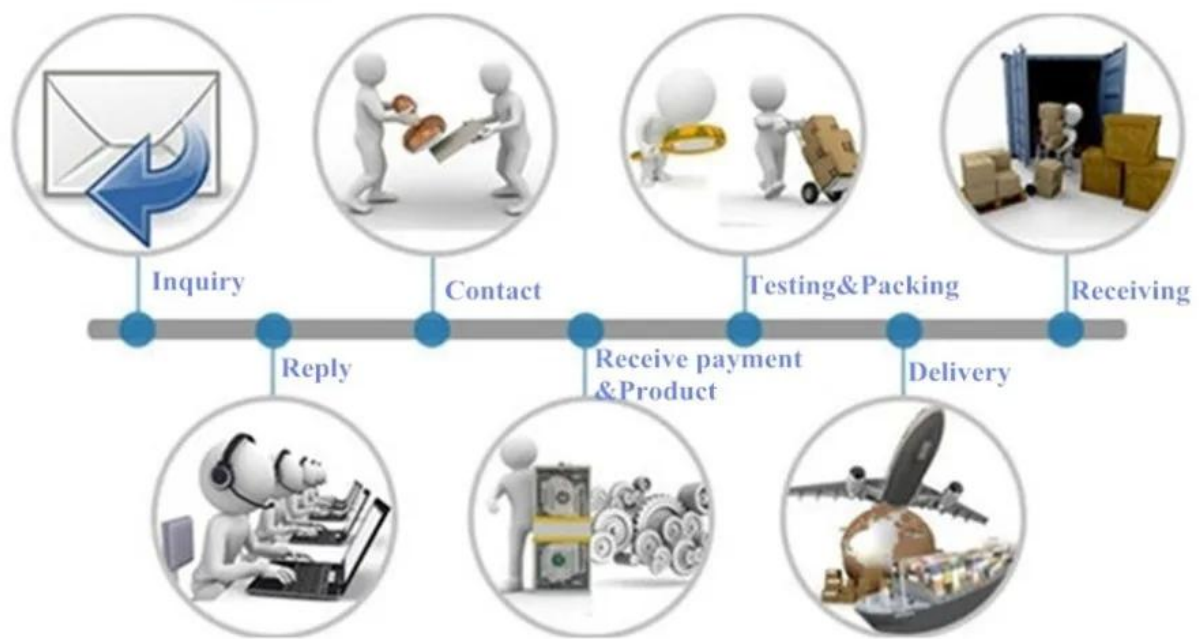 Inquiry
Reply
Contact
Receive payment
&Product
Testing&Packing
Delivery
Receiving